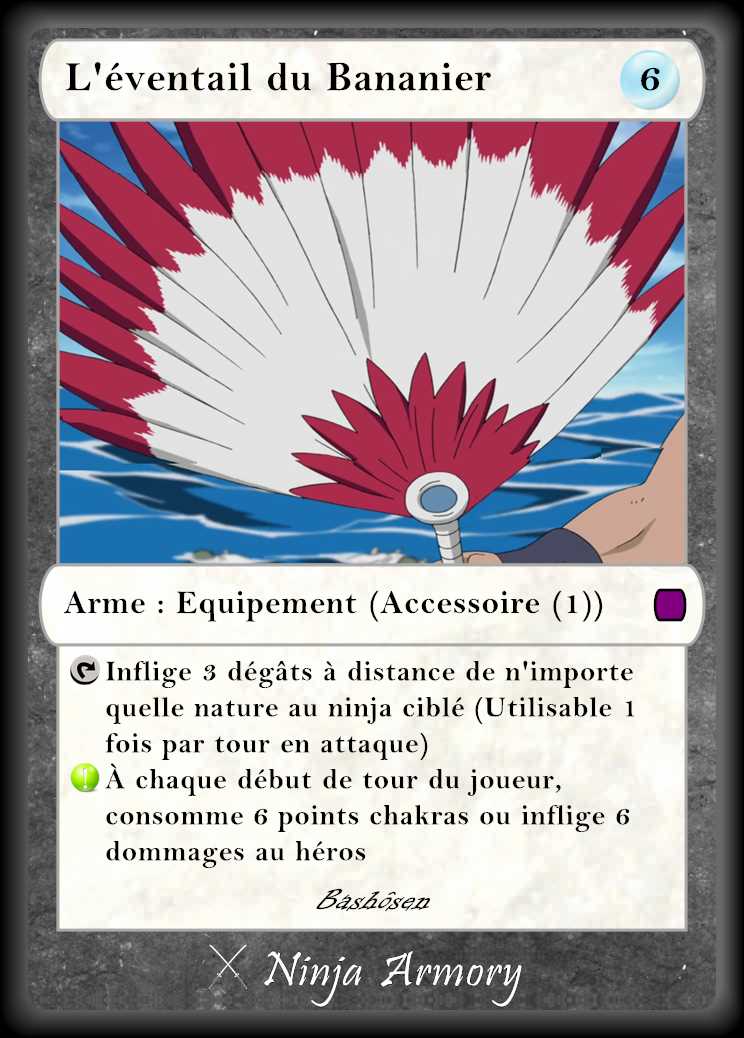 L'éventail du Bananier
6
Arme : Equipement (Accessoire (1))
Inflige 3 dégâts à distance de n'importe
quelle nature au ninja ciblé (Utilisable 1
fois par tour en attaque)
À chaque début de tour du joueur,
consomme 6 points chakras ou inflige 6
dommages au héros
Bashôsen
Ninja Armory